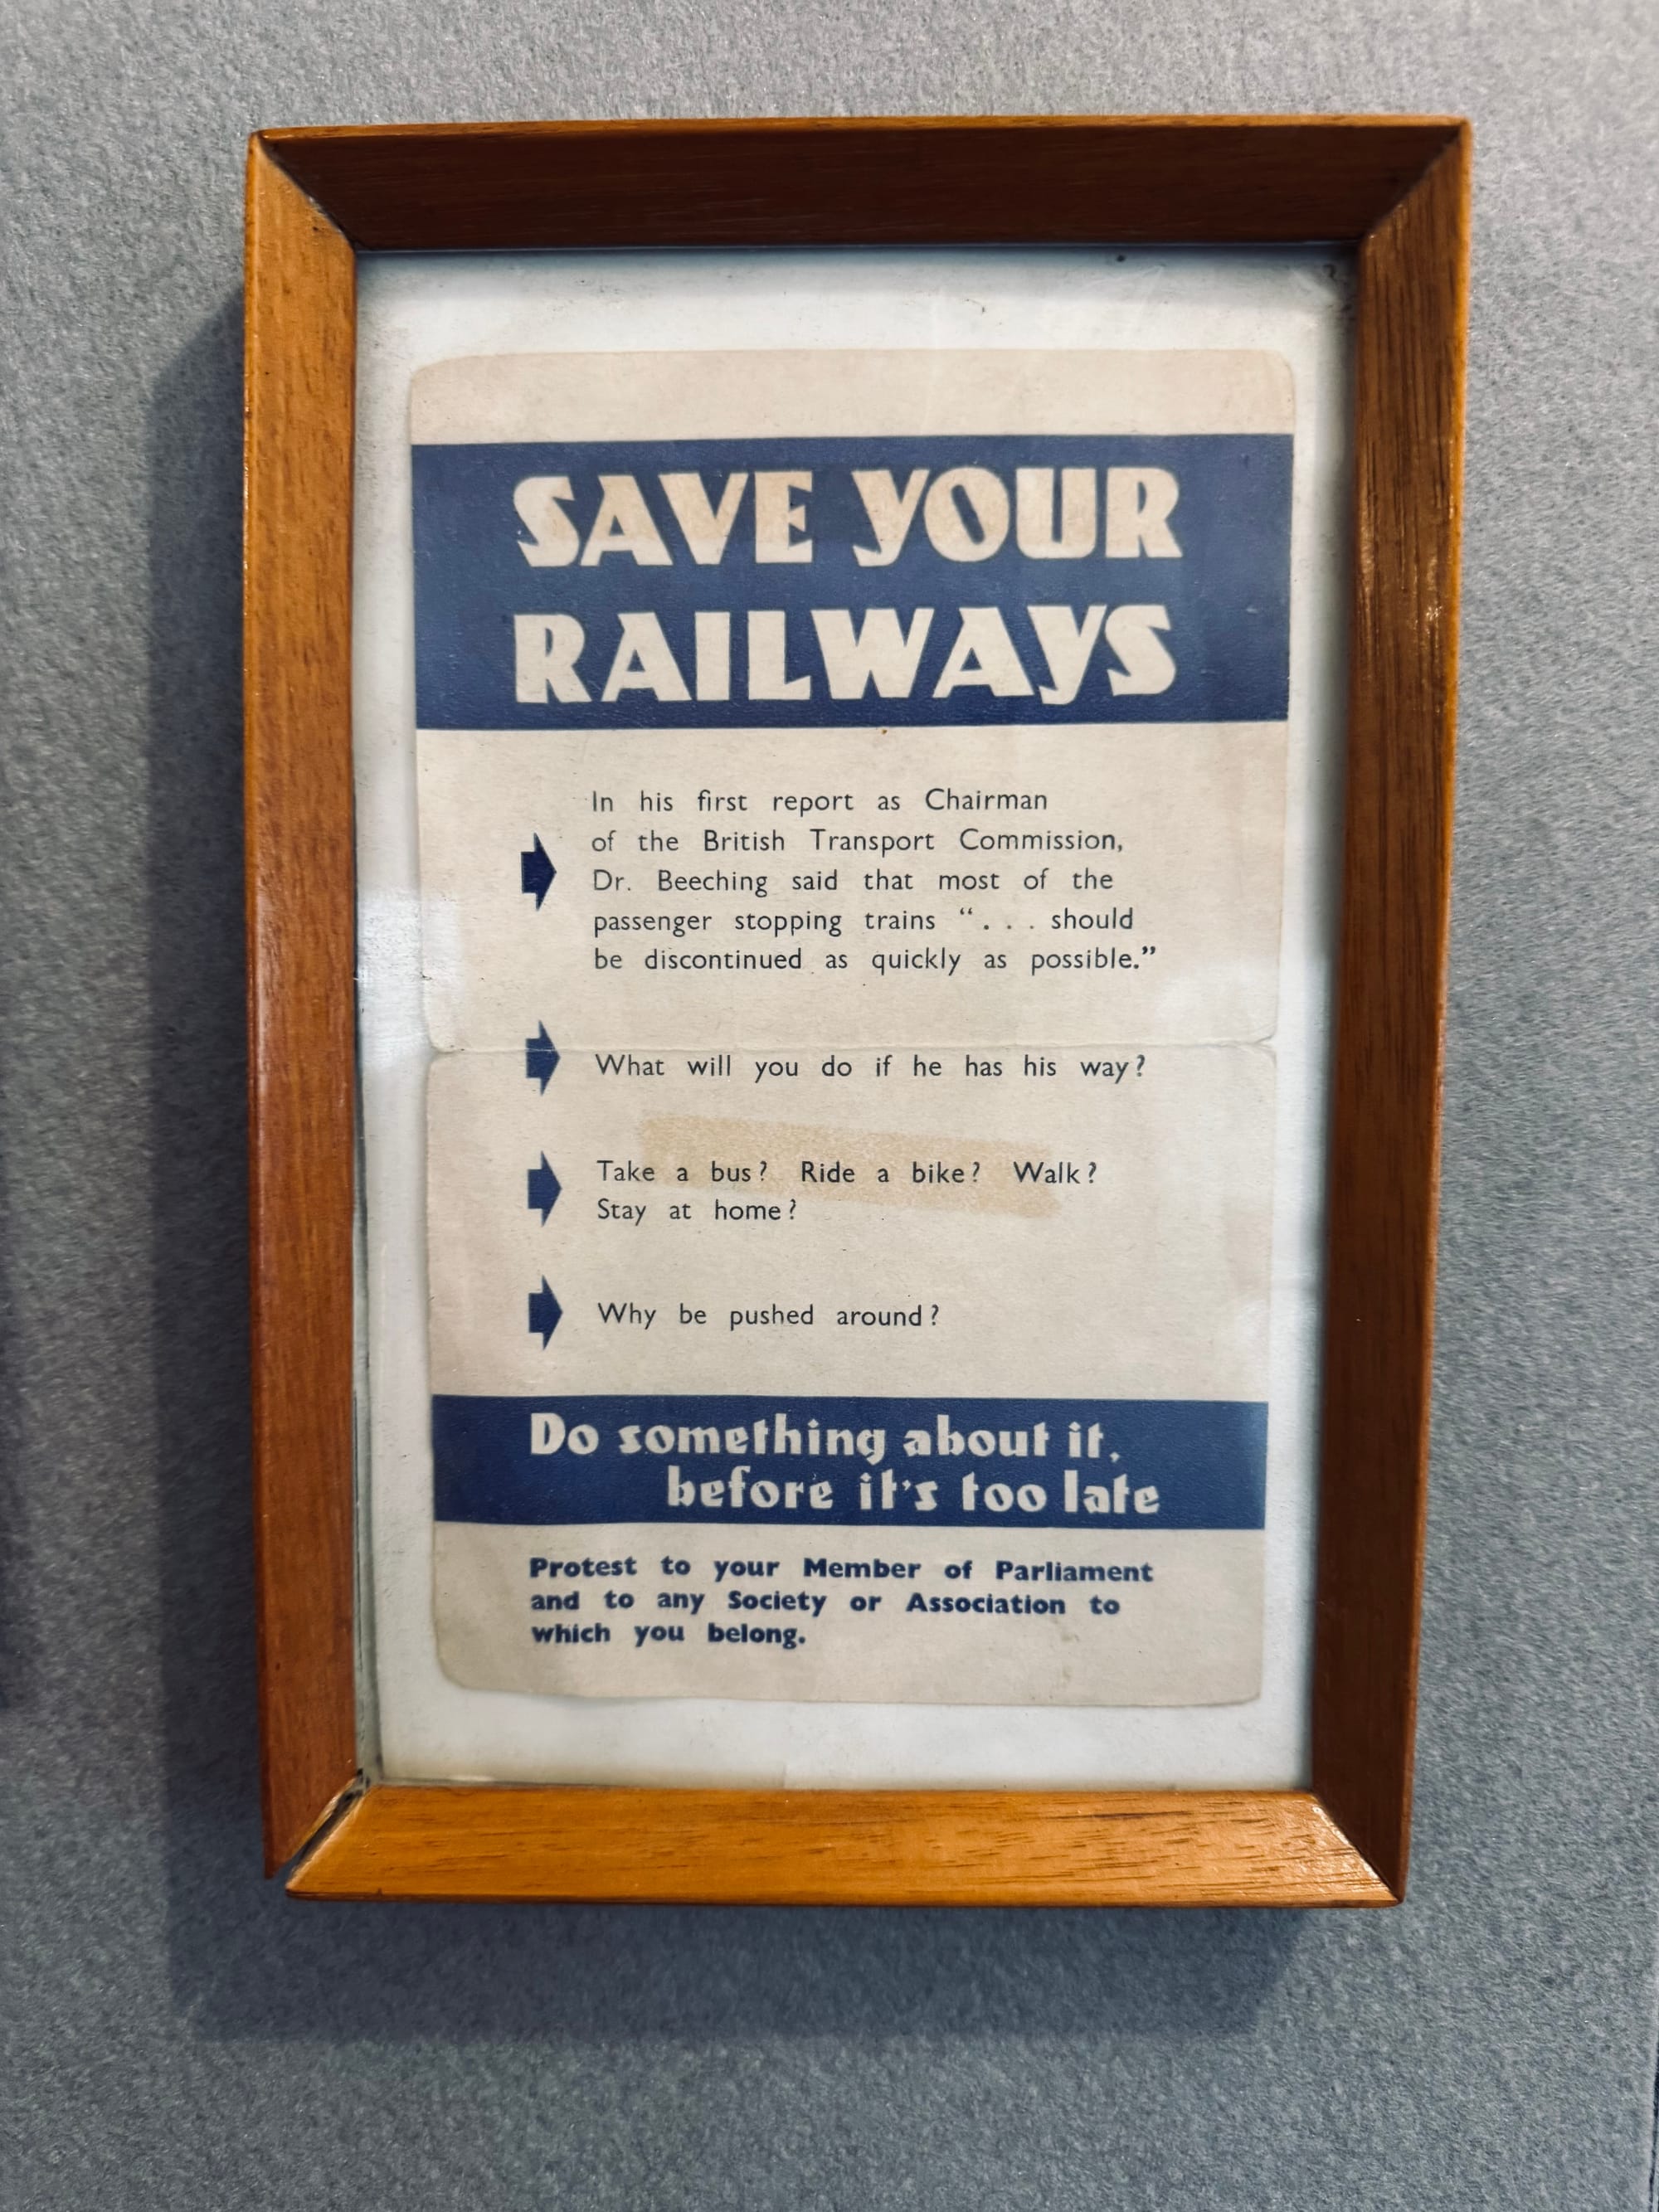 SAVE YOUR
RAILWAYS
In his first report as Chairman
of the British Transport Commission,
Dr. Beeching said that most of the
passenger stopping trains “. . . should
be discontinued as quickly as possible.”
What will you do if he has his way?
Take a bus? Ride a bike? Walk?
Stay at home?
Why be pushed around?
Do something about it,
before it's too late
Protest to your Member of Parliament
and to any Society or Association to
which you belong.